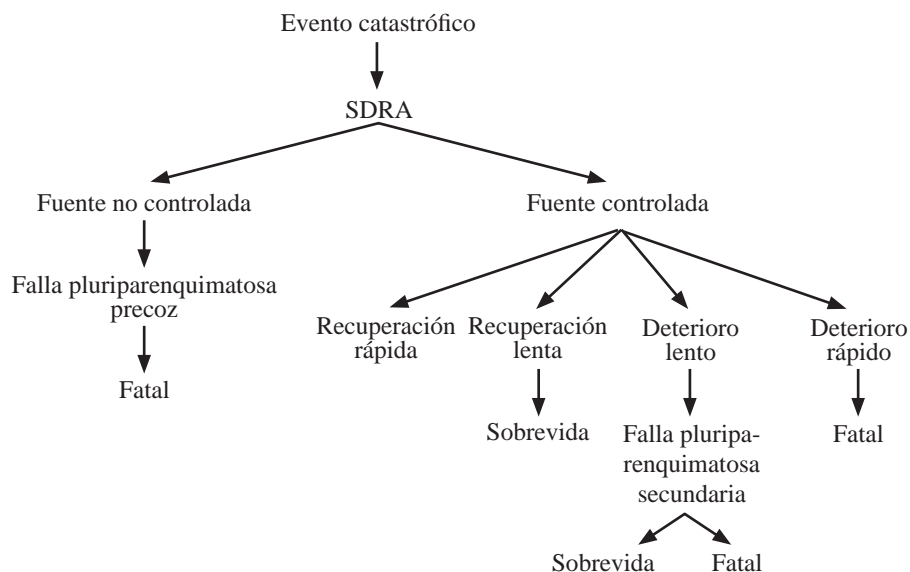 Evento catastrófico
SDRA
Fuente no controlada
Fuente controlada
Falla pluriparenquimatosa
precoz
Fatal
Recuperación
rápida
Recuperación
lenta
Sobrevida
Deterioro
lento
Falla pluripa-
renquimatosa
secundaria
Sobrevida
Fatal
Deterioro
rápido
Fatal